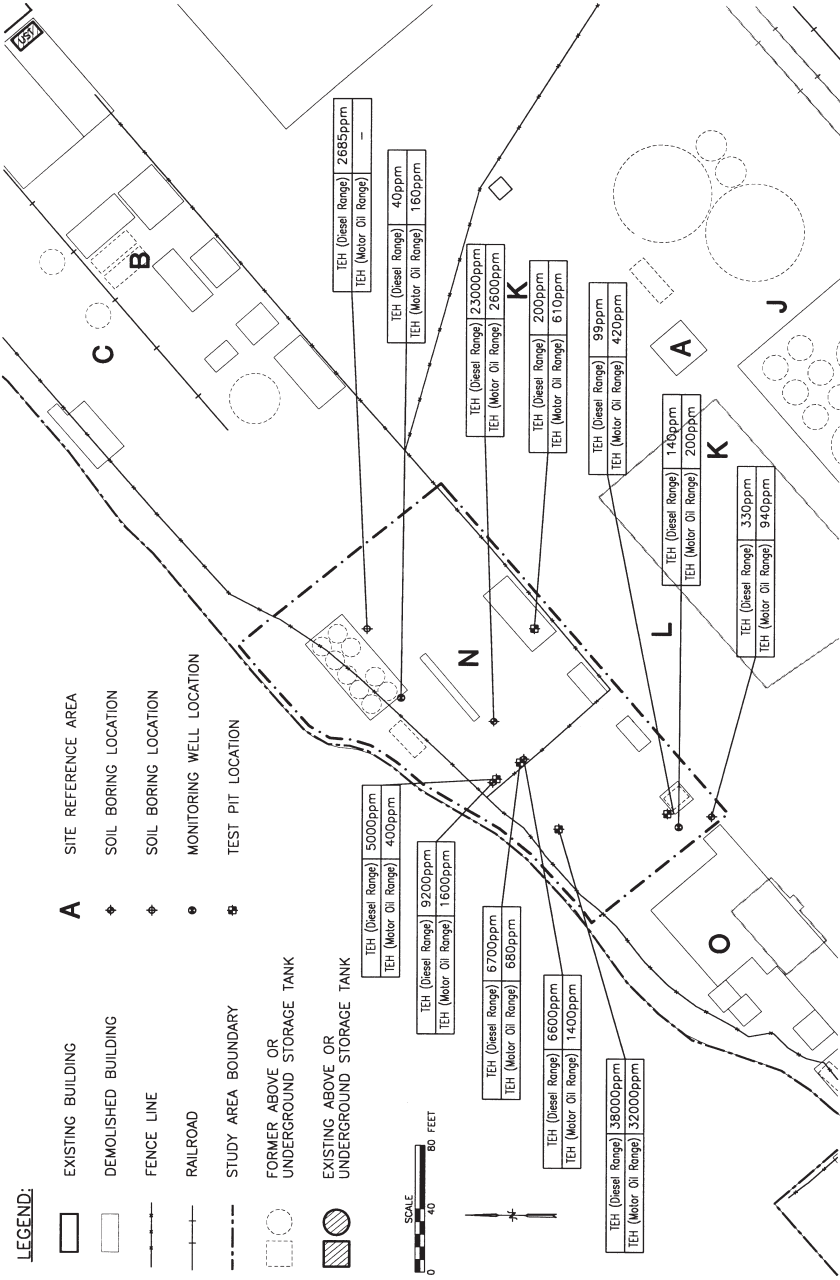 LEGEND:
EXISTING BUILDING
DEMOLISHED BUILDING
FENCE LINE
RAILROAD
STUDY AREA BOUNDARY
FORMER ABOVE OR
UNDERGROUND STORAGE TANK
EXISTING ABOVE OR
UNDERGROUND STORAGE TANK
A SITE REFERENCE AREA
SOIL BORING LOCATION
SOIL BORING LOCATION
MONITORING WELL LOCATION
TEST PIT LOCATION
SCALE
0 40 80 FEET
N
UST
C
B
TEH (Diesel Range) 2685ppm
TEH (Motor Oil Range) –
TEH (Diesel Range) 40ppm
TEH (Motor Oil Range) 160ppm
TEH (Diesel Range) 23000ppm
TEH (Motor Oil Range) 2600ppm
K
TEH (Diesel Range) 200ppm
TEH (Motor Oil Range) 610ppm
TEH (Diesel Range) 99ppm
TEH (Motor Oil Range) 420ppm
A
J
TEH (Diesel Range) 140ppm
TEH (Motor Oil Range) 200ppm
K
TEH (Diesel Range) 330ppm
TEH (Motor Oil Range) 940ppm
N
L
TEH (Diesel Range) 5000ppm
TEH (Motor Oil Range) 400ppm
TEH (Diesel Range) 9200ppm
TEH (Motor Oil Range) 1600ppm
TEH (Diesel Range) 6700ppm
TEH (Motor Oil Range) 680ppm
TEH (Diesel Range) 6600ppm
TEH (Motor Oil Range) 1400ppm
TEH (Diesel Range) 38000ppm
TEH (Motor Oil Range) 32000ppm
O